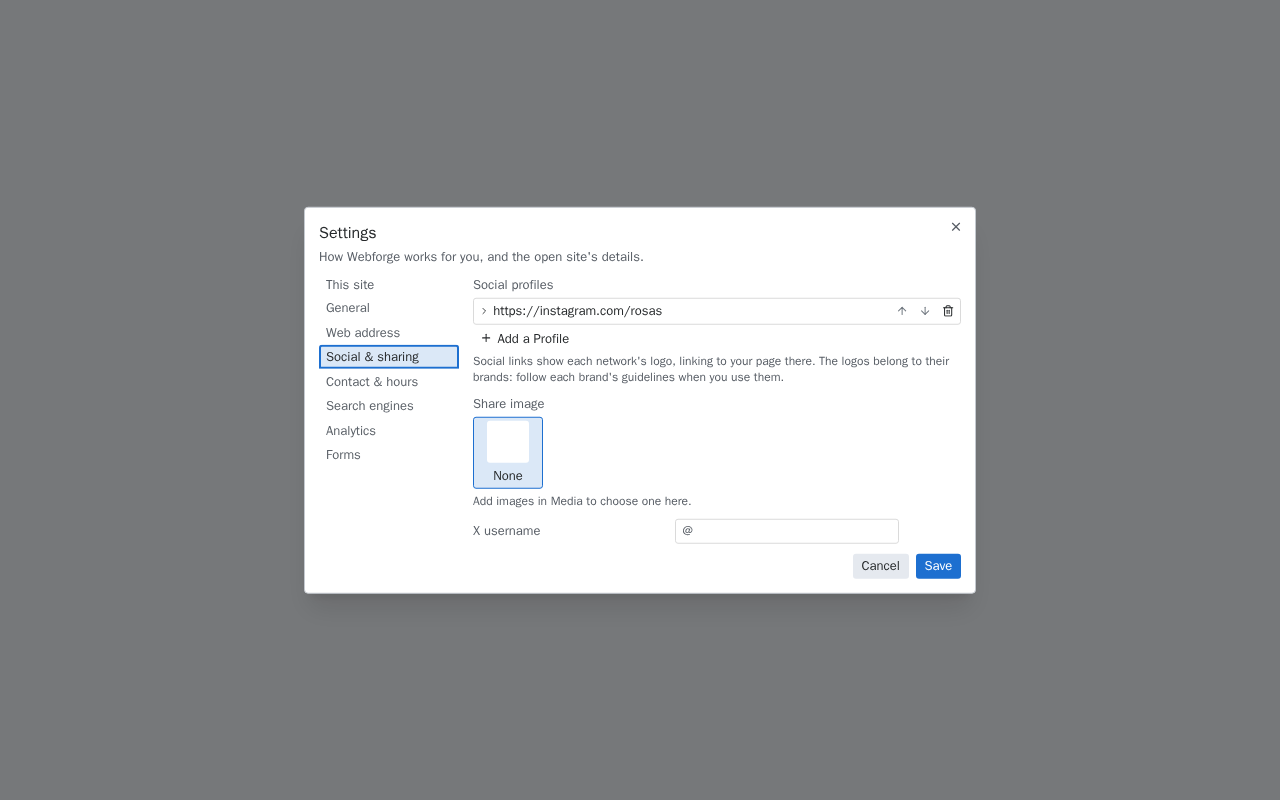 Settings
How Webforge works for you, and the open site's details.
This site
General
Web address
Social & sharing
Contact & hours
Search engines
Analytics
Forms
Social profiles
https://instagram.com/rosas
Add a Profile
Social links show each network's logo, linking to your page there. The logos belong to their
brands: follow each brand's guidelines when you use them.
Share image
None
Add images in Media to choose one here.
X username
@
Cancel
Save